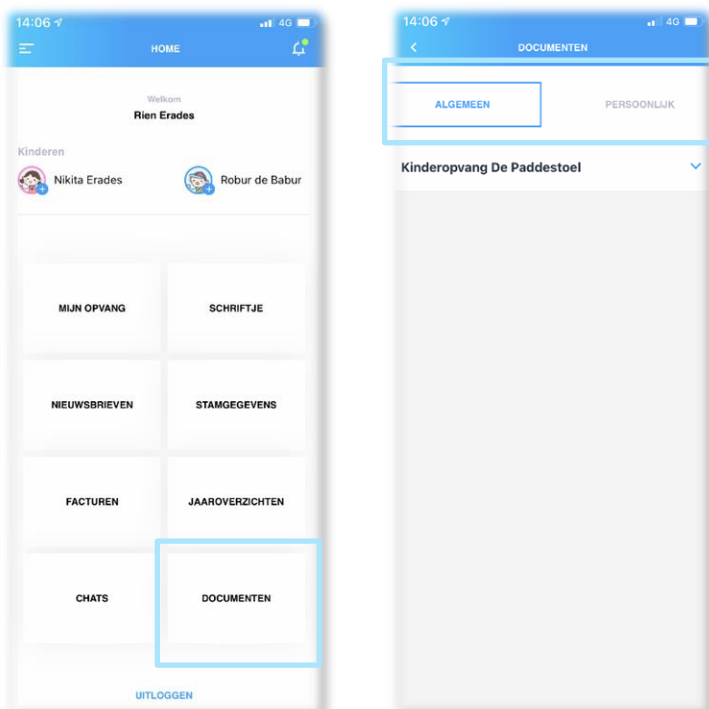 14:06 4G
HOME
Welkom
Rien Erades
Kinderen
Nikita Erades Robur de Babur
MIJN OPVANG SCHRIFTJE
NIEUWSBRIEVEN STAMGEGEVENS
FACTUREN JAAROVERZICHTEN
CHATS DOCUMENTEN
UITLOGGEN
14:06 4G
DOCUMENTEN
ALGEMEEN PERSOONLIJK
Kinderopvang De Paddestoel